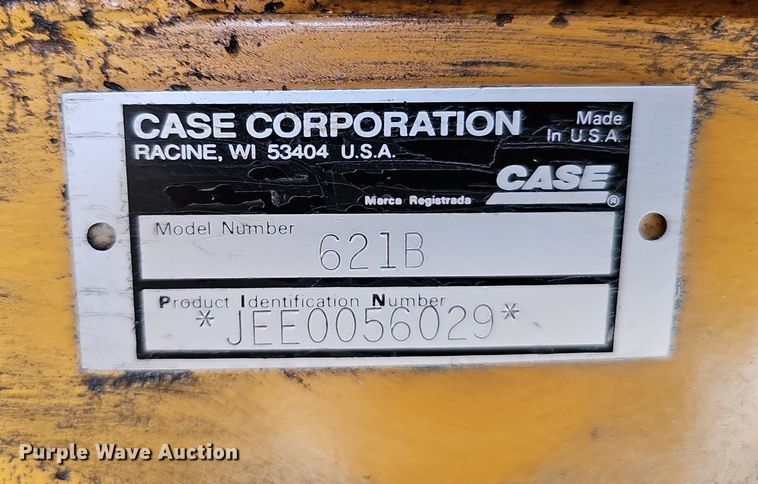 CASE CORPORATION
Made
In U.S.A.
RACINE, WI 53404 U.S.A.
CASE
®
Marca Registrada
Model Number
621B
Product Identification Number
*JEE0056029*
Purple Wave Auction